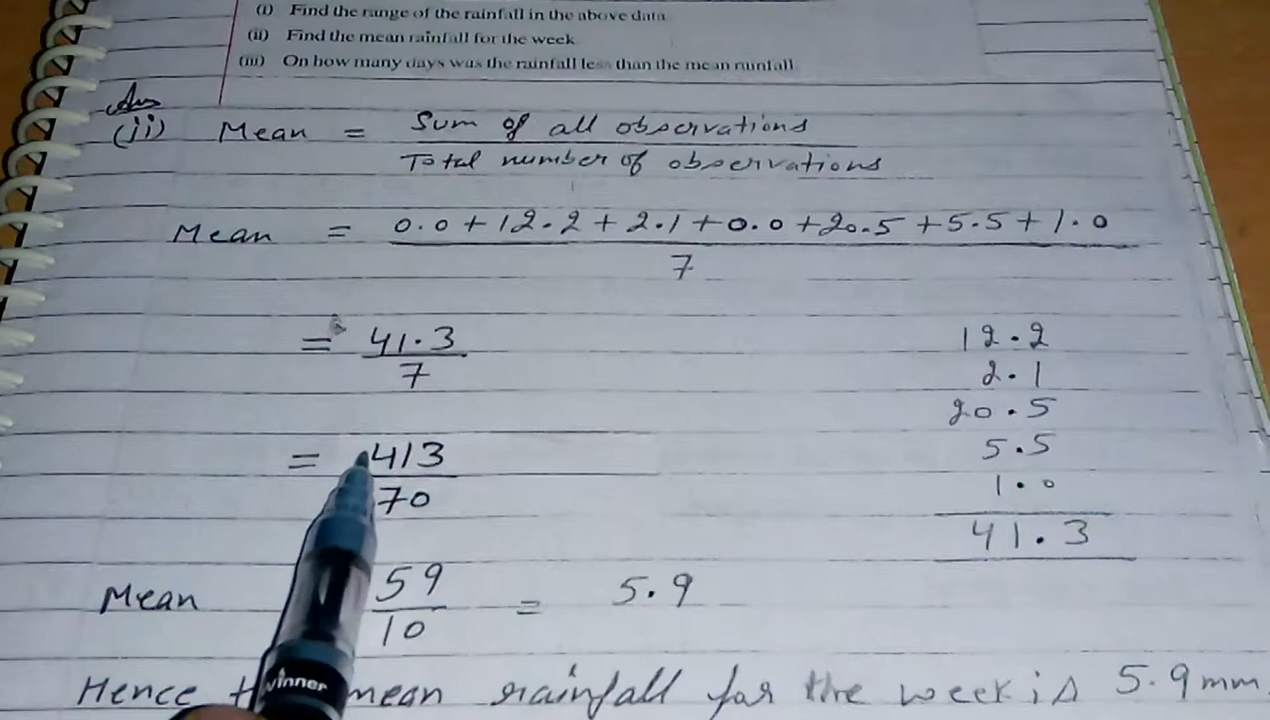 (i) Find the range of the rainfall in the above data.
(ii) Find the mean rainfall for the week.
(iii) On how many days was the rainfall less than the mean rainfall.
Ans
(ii) Mean = Sum of all observations
Total number of observations
Mean = 0.0 + 12.2 + 2.1 + 0.0 + 20.5 + 5.5 + 1.0
7
= 41.3
7
= 413
70
Mean 59
10
= 5.9
12.2
2.1
20.5
5.5
1.0
41.3
Hence mean rainfall for the week is 5.9 mm
winner